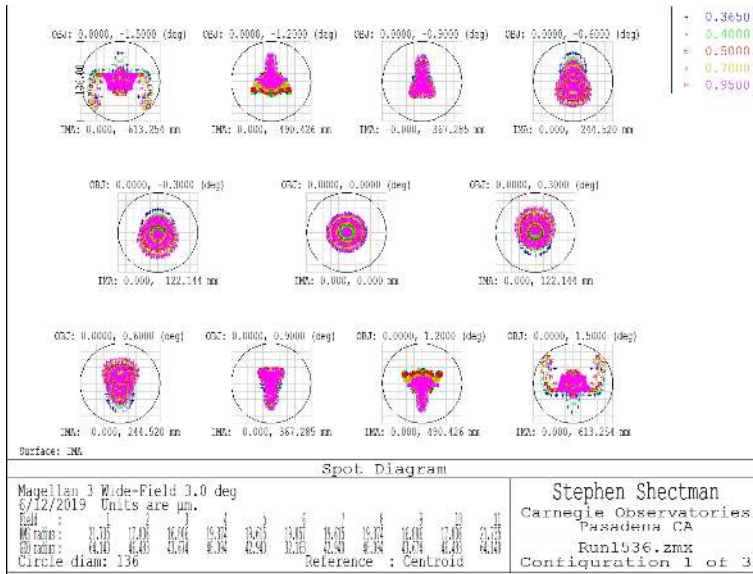 0.3650
0.4000
0.5000
0.7000
0.9500
OBJ: 0.0000, -1.5000 (deg)
OBJ: 0.0000, -1.2000 (deg)
OBJ: 0.0000, -0.9000 (deg)
OBJ: 0.0000, -0.6000 (deg)
136.00
IMA: 0.000, 613.254 mm
IMA: 0.000, 490.426 mm
IMA: 0.000, 367.285 mm
IMA: 0.000, 244.520 mm
OBJ: 0.0000, -0.3000 (deg)
OBJ: 0.0000, 0.0000 (deg)
OBJ: 0.0000, 0.3000 (deg)
IMA: 0.000, 122.144 mm
IMA: 0.000, 0.000 mm
IMA: 0.000, 122.144 mm
OBJ: 0.0000, 0.6000 (deg)
OBJ: 0.0000, 0.9000 (deg)
OBJ: 0.0000, 1.2000 (deg)
OBJ: 0.0000, 1.5000 (deg)
IMA: 0.000, 244.520 mm
IMA: 0.000, 367.285 mm
IMA: 0.000, 490.426 mm
IMA: 0.000, 613.254 mm
Surface: IMA
Spot Diagram
Magellan 3 Wide-Field 3.0 deg
6/12/2019 Units are µm.
Field :
RMS radius :
GEO radius :
Circle diam: 136 Reference : Centroid
Stephen Shectman
Carnegie Observatories
Pasadena CA
Run1536.zmx
Configuration 1 of 3